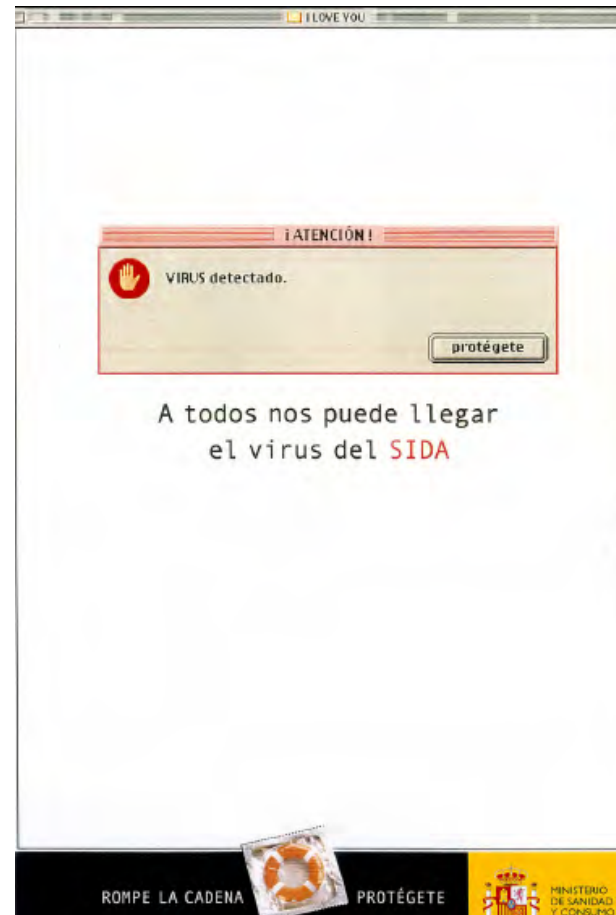 I LOVE YOU
¡ATENCIÓN!
VIRUS detectado.
protégete
A todos nos puede llegar
el virus del SIDA
ROMPE LA CADENA PROTÉGETE
MINISTERIO
DE SANIDAD
Y CONSUMO